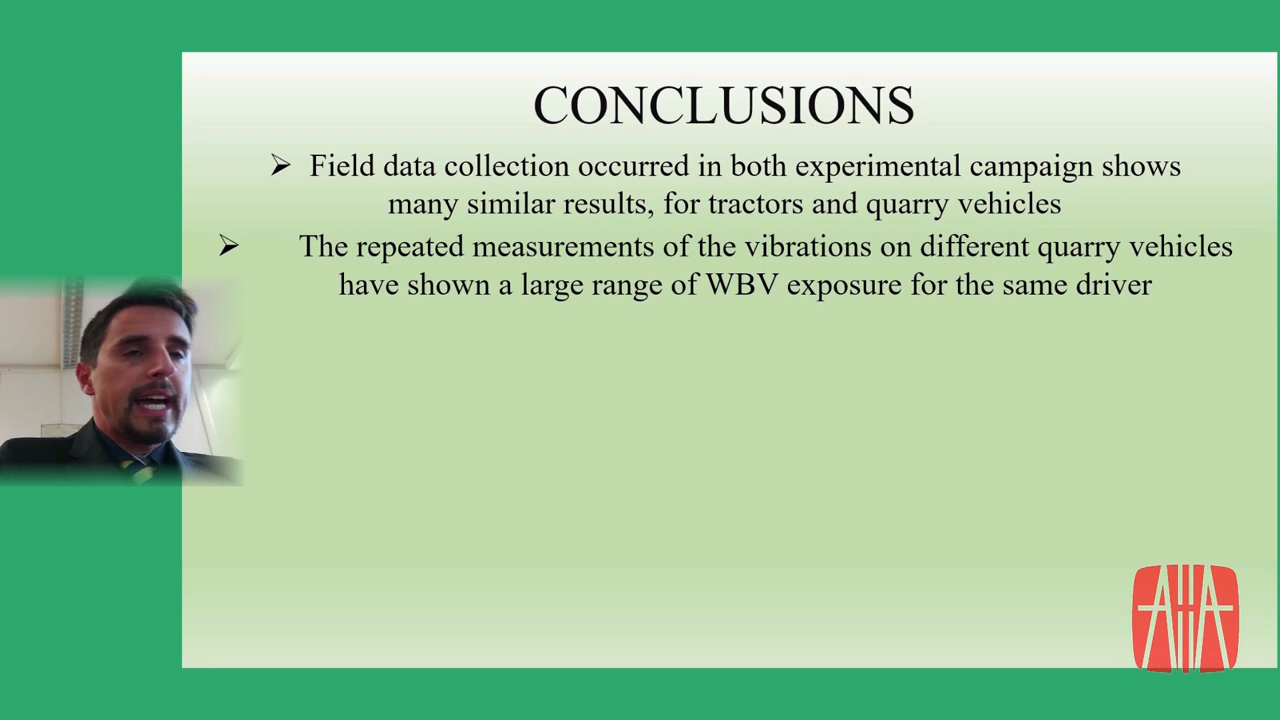 CONCLUSIONS
➢ Field data collection occurred in both experimental campaign shows
many similar results, for tractors and quarry vehicles
➢ The repeated measurements of the vibrations on different quarry vehicles
have shown a large range of WBV exposure for the same driver